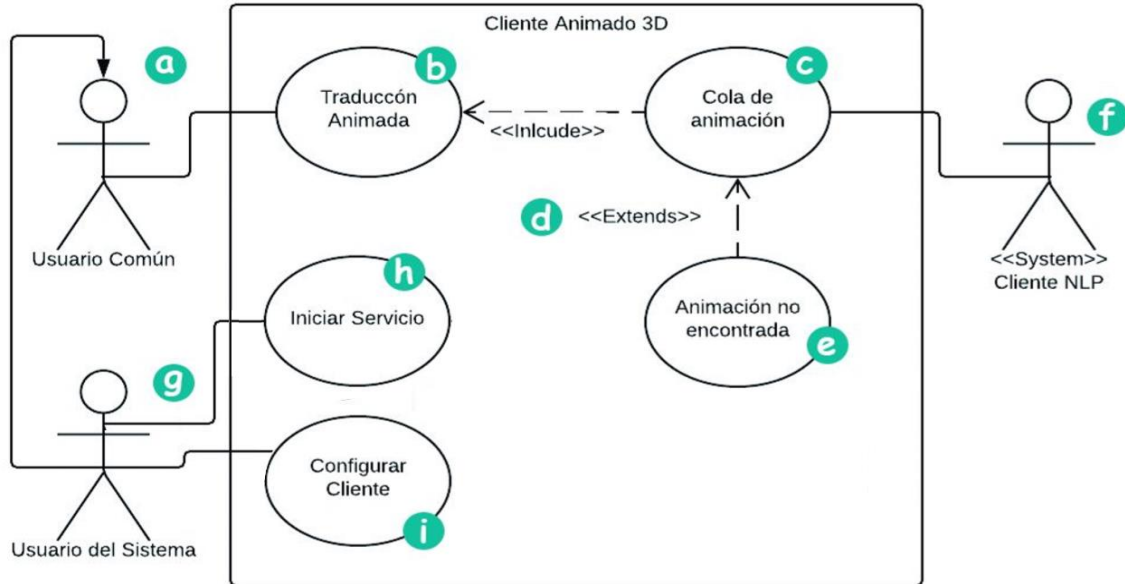 Cliente Animado 3D
a
b
Traduccón
Animada
<<Inlcude>>
c
Cola de
animación
f
Usuario Común
d
<<Extends>>
<<System>>
Cliente NLP
h
Iniciar Servicio
Animación no
encontrada
e
g
Configurar
Cliente
i
Usuario del Sistema